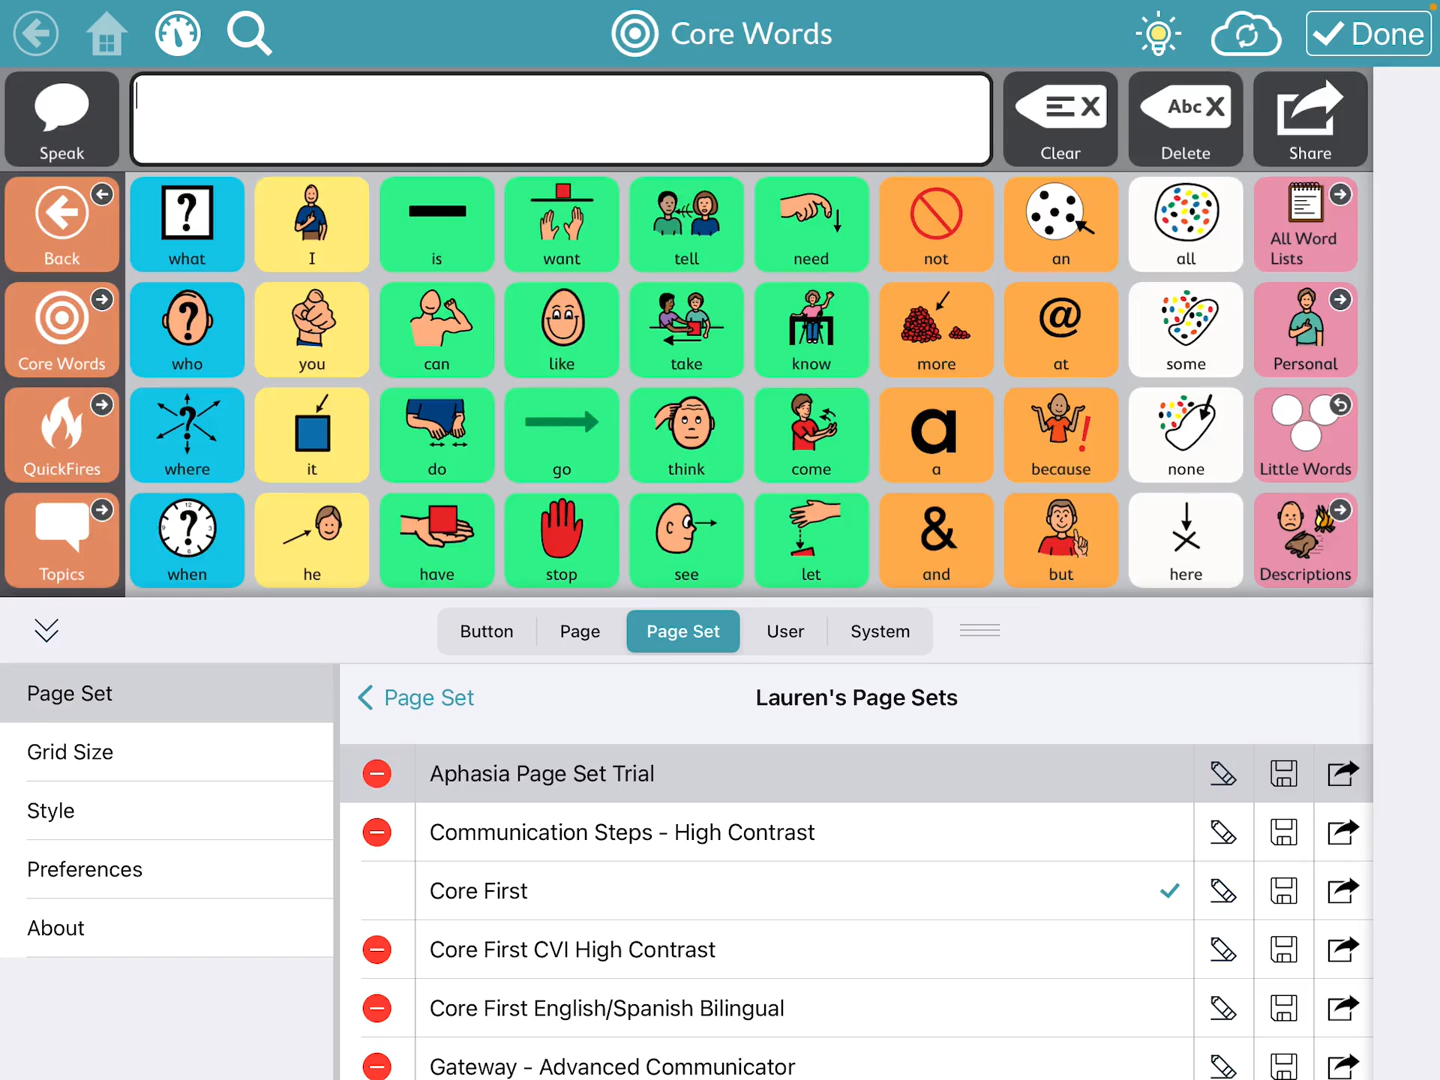 Core Words
Done
Speak
Clear
Abc X
Delete
Share
Back
? what
I
is
want
tell
need
not
an
all
All Word
Lists
Core Words
? who
you
can
like
take
know
more
@
at
some
Personal
QuickFires
? where
it
do
go
think
come
a
a
because
none
Little Words
Topics
? when
he
have
stop
see
let
&
and
but
here
Descriptions
Button
Page
Page Set
User
System
Page Set
Grid Size
Style
Preferences
About
Page Set
Lauren's Page Sets
Aphasia Page Set Trial
Communication Steps - High Contrast
Core First
Core First CVI High Contrast
Core First English/Spanish Bilingual
Gateway - Advanced Communicator